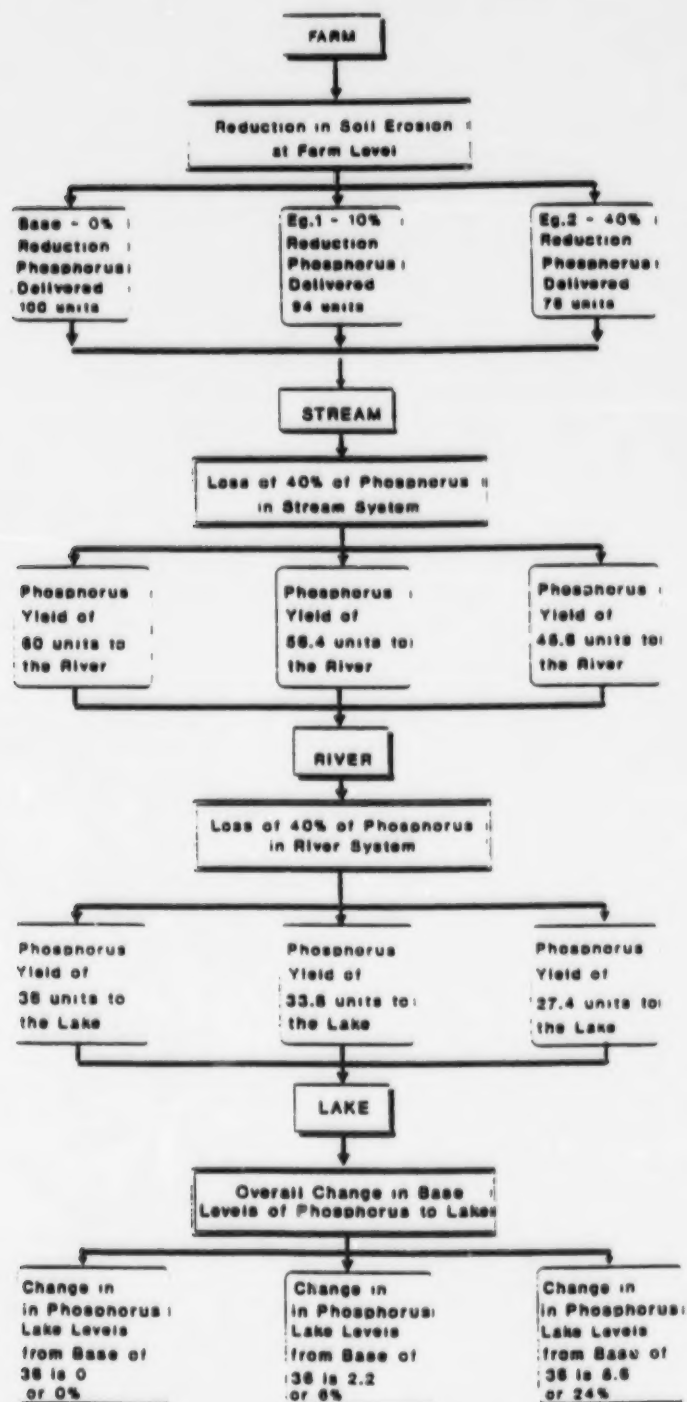 FARM
Reduction in Soil Erosion
at Farm Level
Base - 0%
Reduction
Phosphorus
Delivered
100 units
Eg.1 - 10%
Reduction
Phosphorus
Delivered
94 units
Eg.2 - 40%
Reduction
Phosphorus
Delivered
76 units
STREAM
Loss of 40% of Phosphorus
in Stream System
Phosphorus
Yield of
60 units to
the River
Phosphorus
Yield of
56.4 units to
the River
Phosphorus
Yield of
45.6 units to
the River
RIVER
Loss of 40% of Phosphorus
in River System
Phosphorus
Yield of
36 units to
the Lake
Phosphorus
Yield of
33.8 units to
the Lake
Phosphorus
Yield of
27.4 units to
the Lake
LAKE
Overall Change in Base
Levels of Phosphorus to Lake
Change in
in Phosphorus
Lake Levels
from Base of
36 is 0
or 0%
Change in
in Phosphorus
Lake Levels
from Base of
36 is 2.2
or 6%
Change in
in Phosphorus
Lake Levels
from Base of
36 is 8.6
or 24%